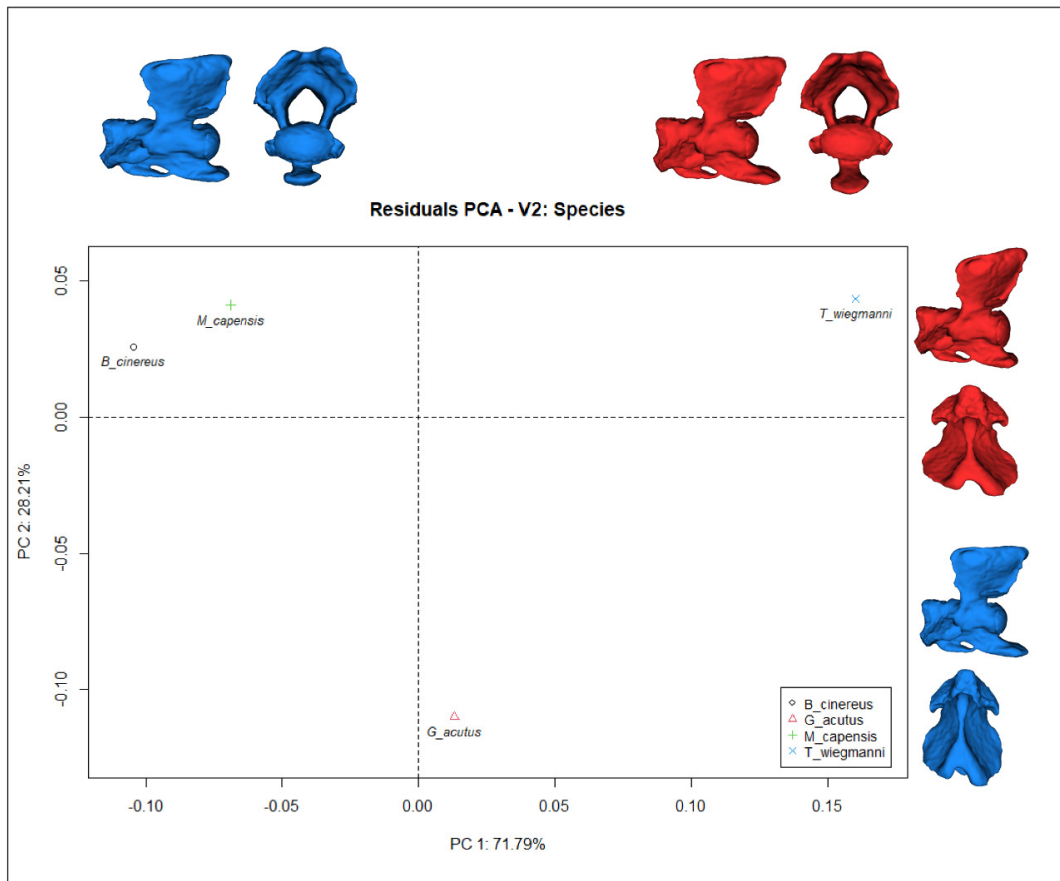 Residuals PCA - V2: Species
0.05
M_capensis
T_wiegmanni
B_cinereus
0.00
PC 2: 28.21%
-0.05
-0.10
G_acutus
B_cinereus
G_acutus
M_capensis
T_wiegmanni
-0.10 -0.05 0.00 0.05 0.10 0.15
PC 1: 71.79%